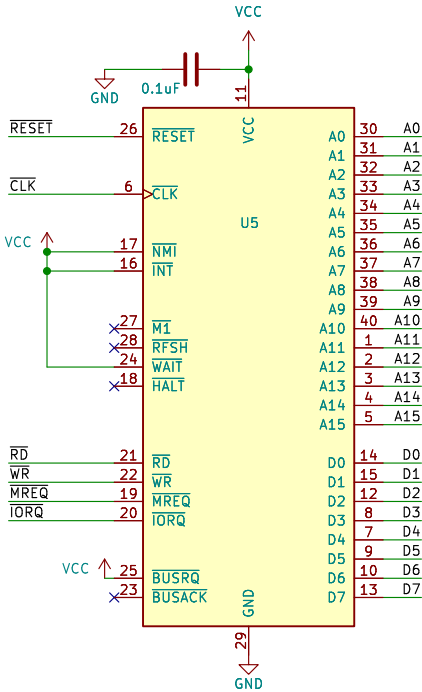 VCC
0.1uF
GND
11
VCC
RESET 26 RESET A0 30 A0
A1 31 A1
A2 32 A2
CLK 6 CLK A3 33 A3
A4 34 A4
U5
A5 35 A5
VCC 17 NMI A6 36 A6
16 INT A7 37 A7
A8 38 A8
A9 39 A9
27 M1 A10 40 A10
28 RFSH A11 1 A11
24 WAIT A12 2 A12
18 HALT A13 3 A13
A14 4 A14
A15 5 A15
RD 21 RD D0 14 D0
WR 22 WR D1 15 D1
MREQ 19 MREQ D2 12 D2
IORQ 20 IORQ D3 8 D3
D4 7 D4
D5 9 D5
VCC 25 BUSRQ D6 10 D6
23 BUSACK D7 13 D7
GND
29
GND